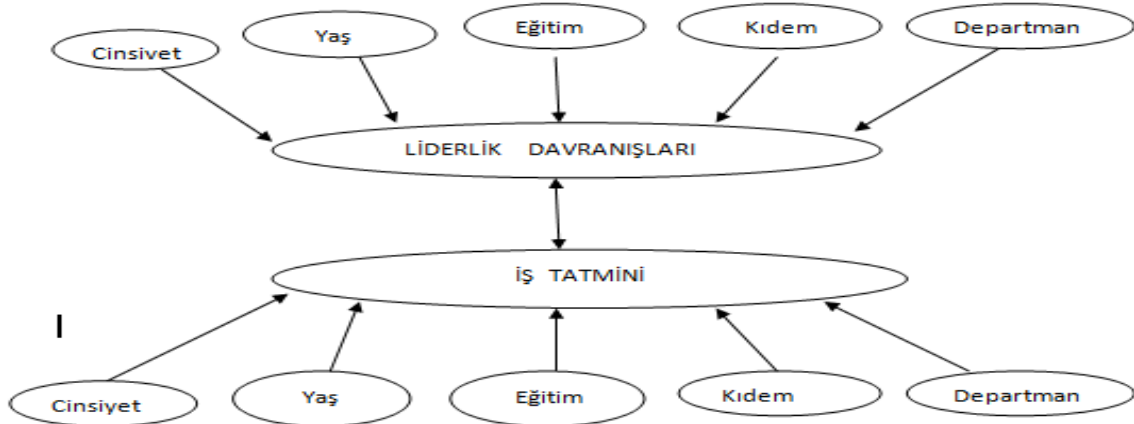 Cinsivet
Yaş
Eğitim
Kıdem
Departman
LİDERLİK DAVRANIŞLARI
İŞ TATMİNİ
I
Cinsiyet
Yaş
Eğitim
Kıdem
Departman